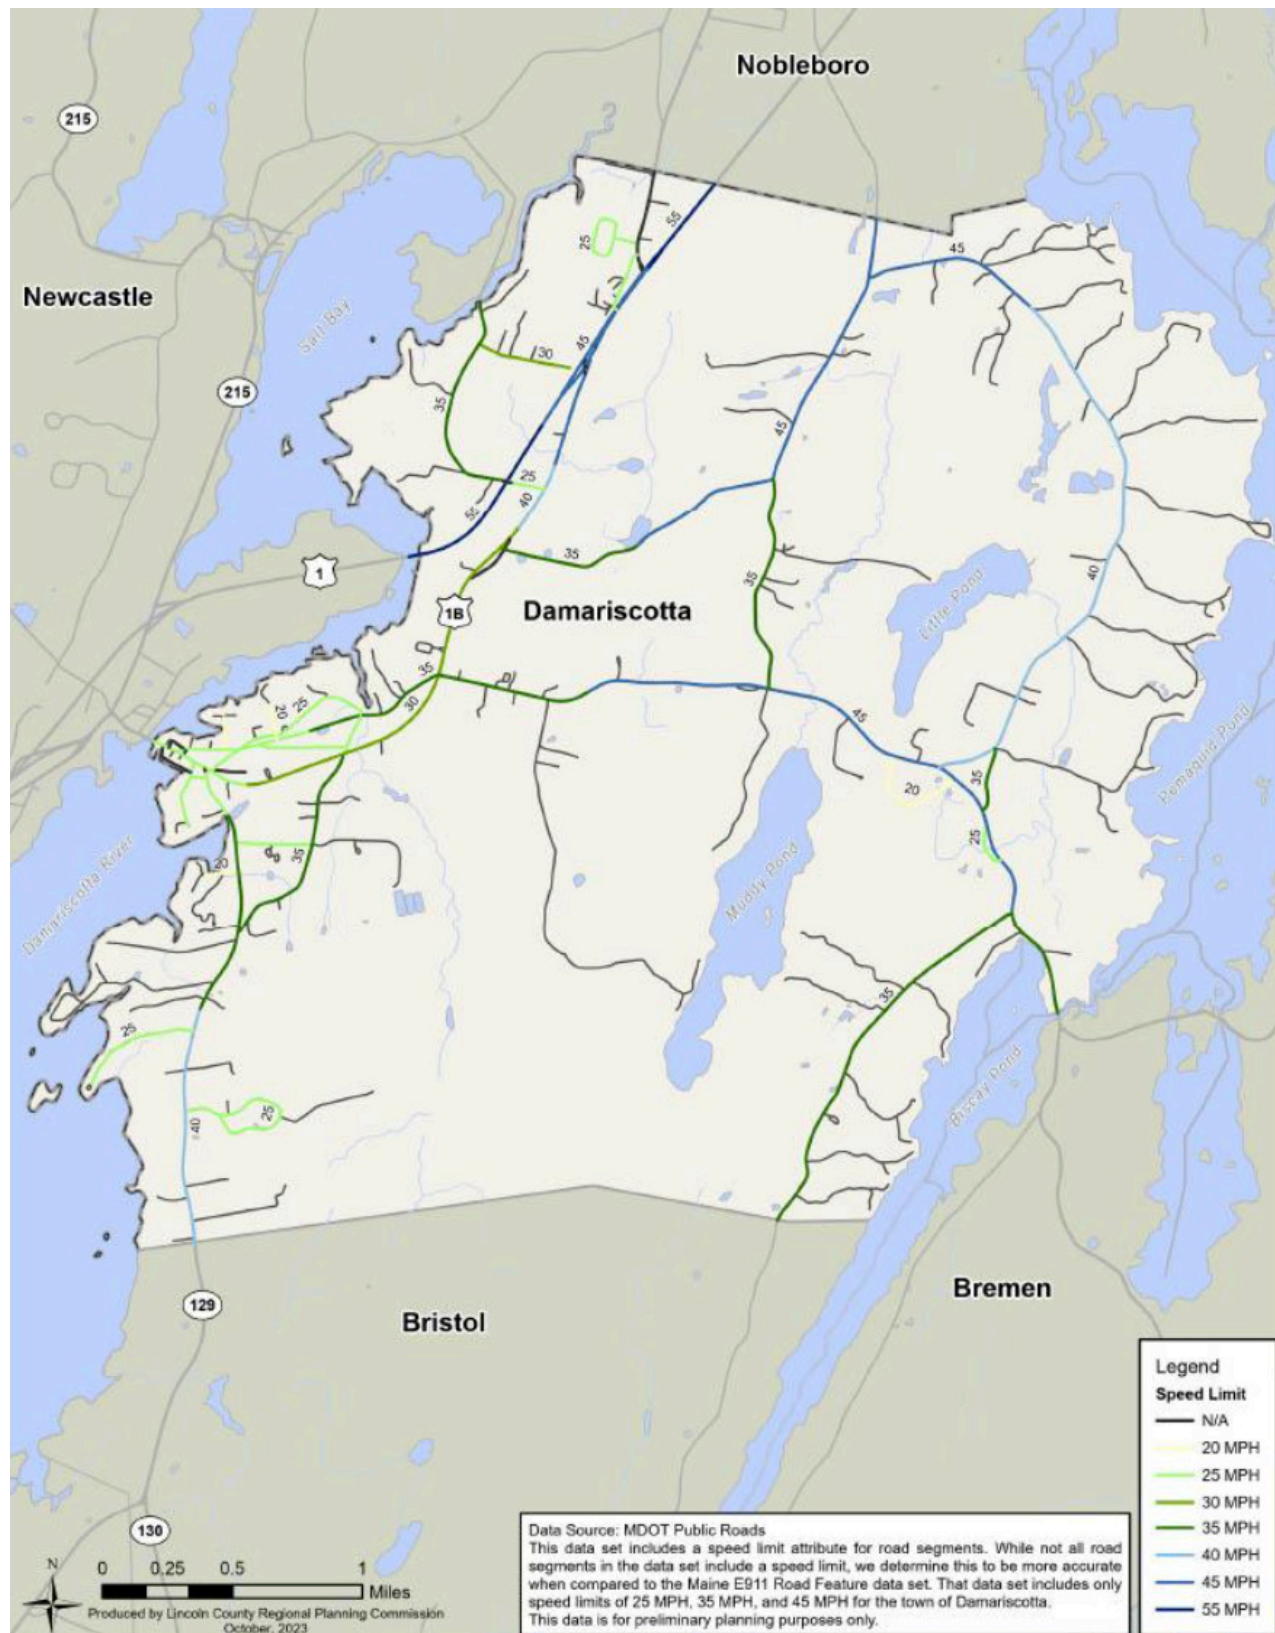 Nobleboro
215
55
25
45
Newcastle
Salt Bay
45
30
215
35
45
25
40
55
35
1
35
40
1B
Damariscotta
Little Pond
35
25
20
30
45
Pemaquid Pond
35
20
25
35
20
Muddy Pond
Damariscotta River
35
25
Biscay Pond
25
40
129
Bristol
Bremen
Legend
Speed Limit
N/A
20 MPH
25 MPH
30 MPH
35 MPH
40 MPH
45 MPH
55 MPH
130
N
0 0.25 0.5 1
Miles
Produced by Lincoln County Regional Planning Commission
October, 2023
Data Source: MDOT Public Roads
This data set includes a speed limit attribute for road segments. While not all road
segments in the data set include a speed limit, we determine this to be more accurate
when compared to the Maine E911 Road Feature data set. That data set includes only
speed limits of 25 MPH, 35 MPH, and 45 MPH for the town of Damariscotta.
This data is for preliminary planning purposes only.